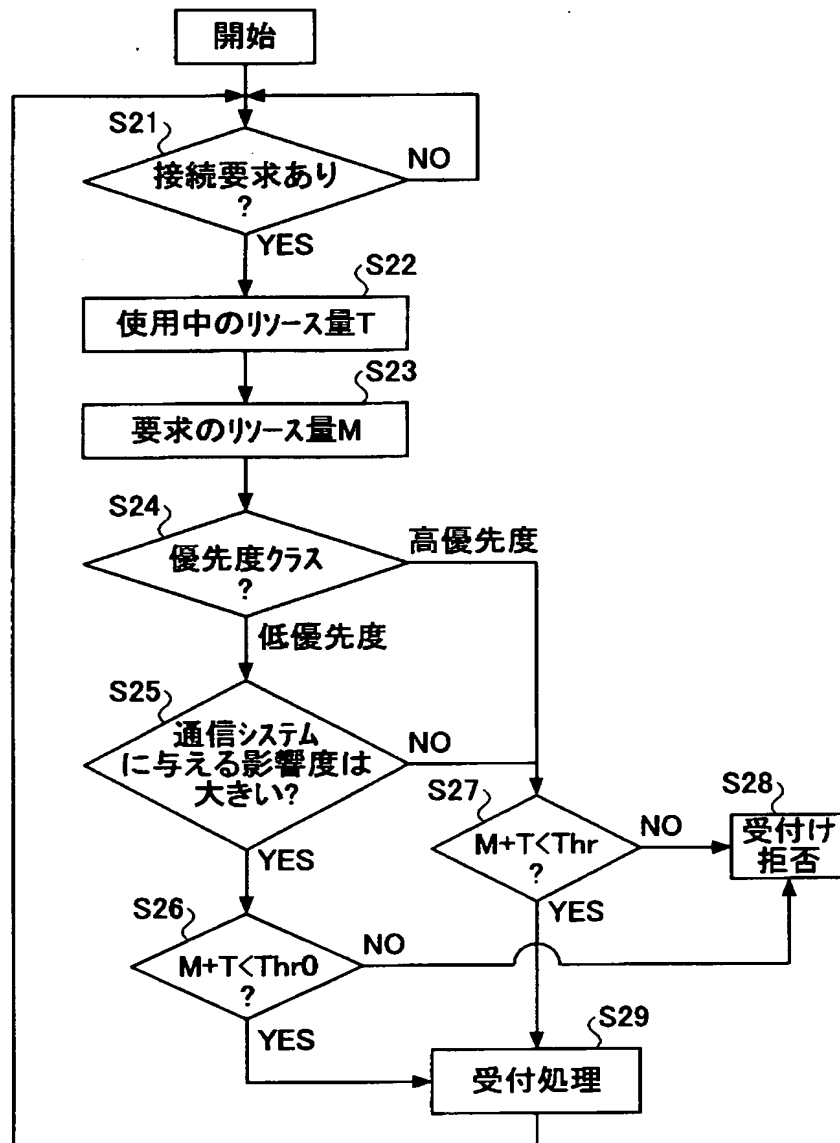 開始
S21
接続要求あり
?
NO
YES
S22
使用中のリソース量T
S23
要求のリソース量M
S24
優先度クラス
?
高優先度
低優先度
S25
通信システム
に与える影響度は
大きい?
NO
YES
S27
M+T<Thr
?
NO
YES
S28
受付け
拒否
S26
M+T<Thr0
?
NO
YES
S29
受付処理